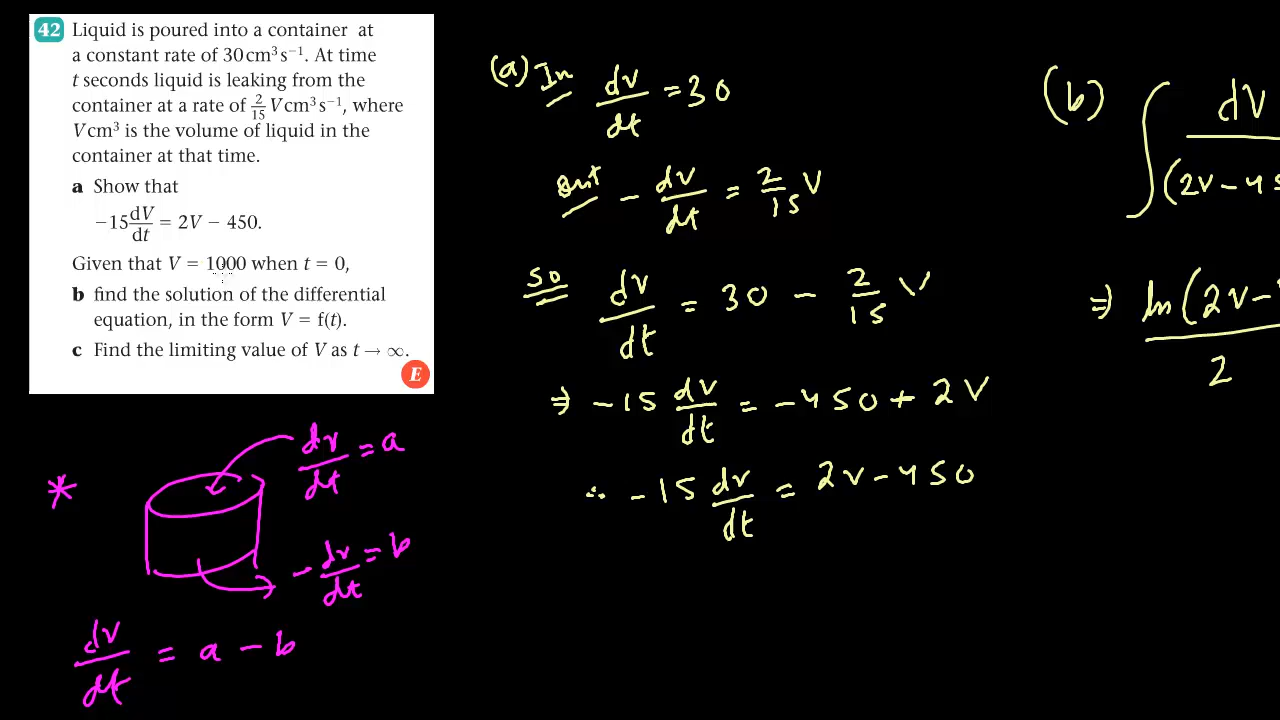 42 Liquid is poured into a container at
a constant rate of 30 cm³ s⁻¹. At time
t seconds liquid is leaking from the
container at a rate of 2/15 V cm³ s⁻¹, where
V cm³ is the volume of liquid in the
container at that time.
a Show that
−15 dV/dt = 2V − 450.
Given that V = 1000 when t = 0,
b find the solution of the differential
equation, in the form V = f(t).
c Find the limiting value of V as t → ∞.
E
* dv/dt = a
− dv/dt = b
dv/dt = a − b
(a) In dv/dt = 30
out − dv/dt = 2/15 V
so dv/dt = 30 − 2/15 V
⇒ −15 dv/dt = −450 + 2V
∴ −15 dv/dt = 2v − 450
(b) ∫ dV/(2v − 4
⇒ ln(2v − /2